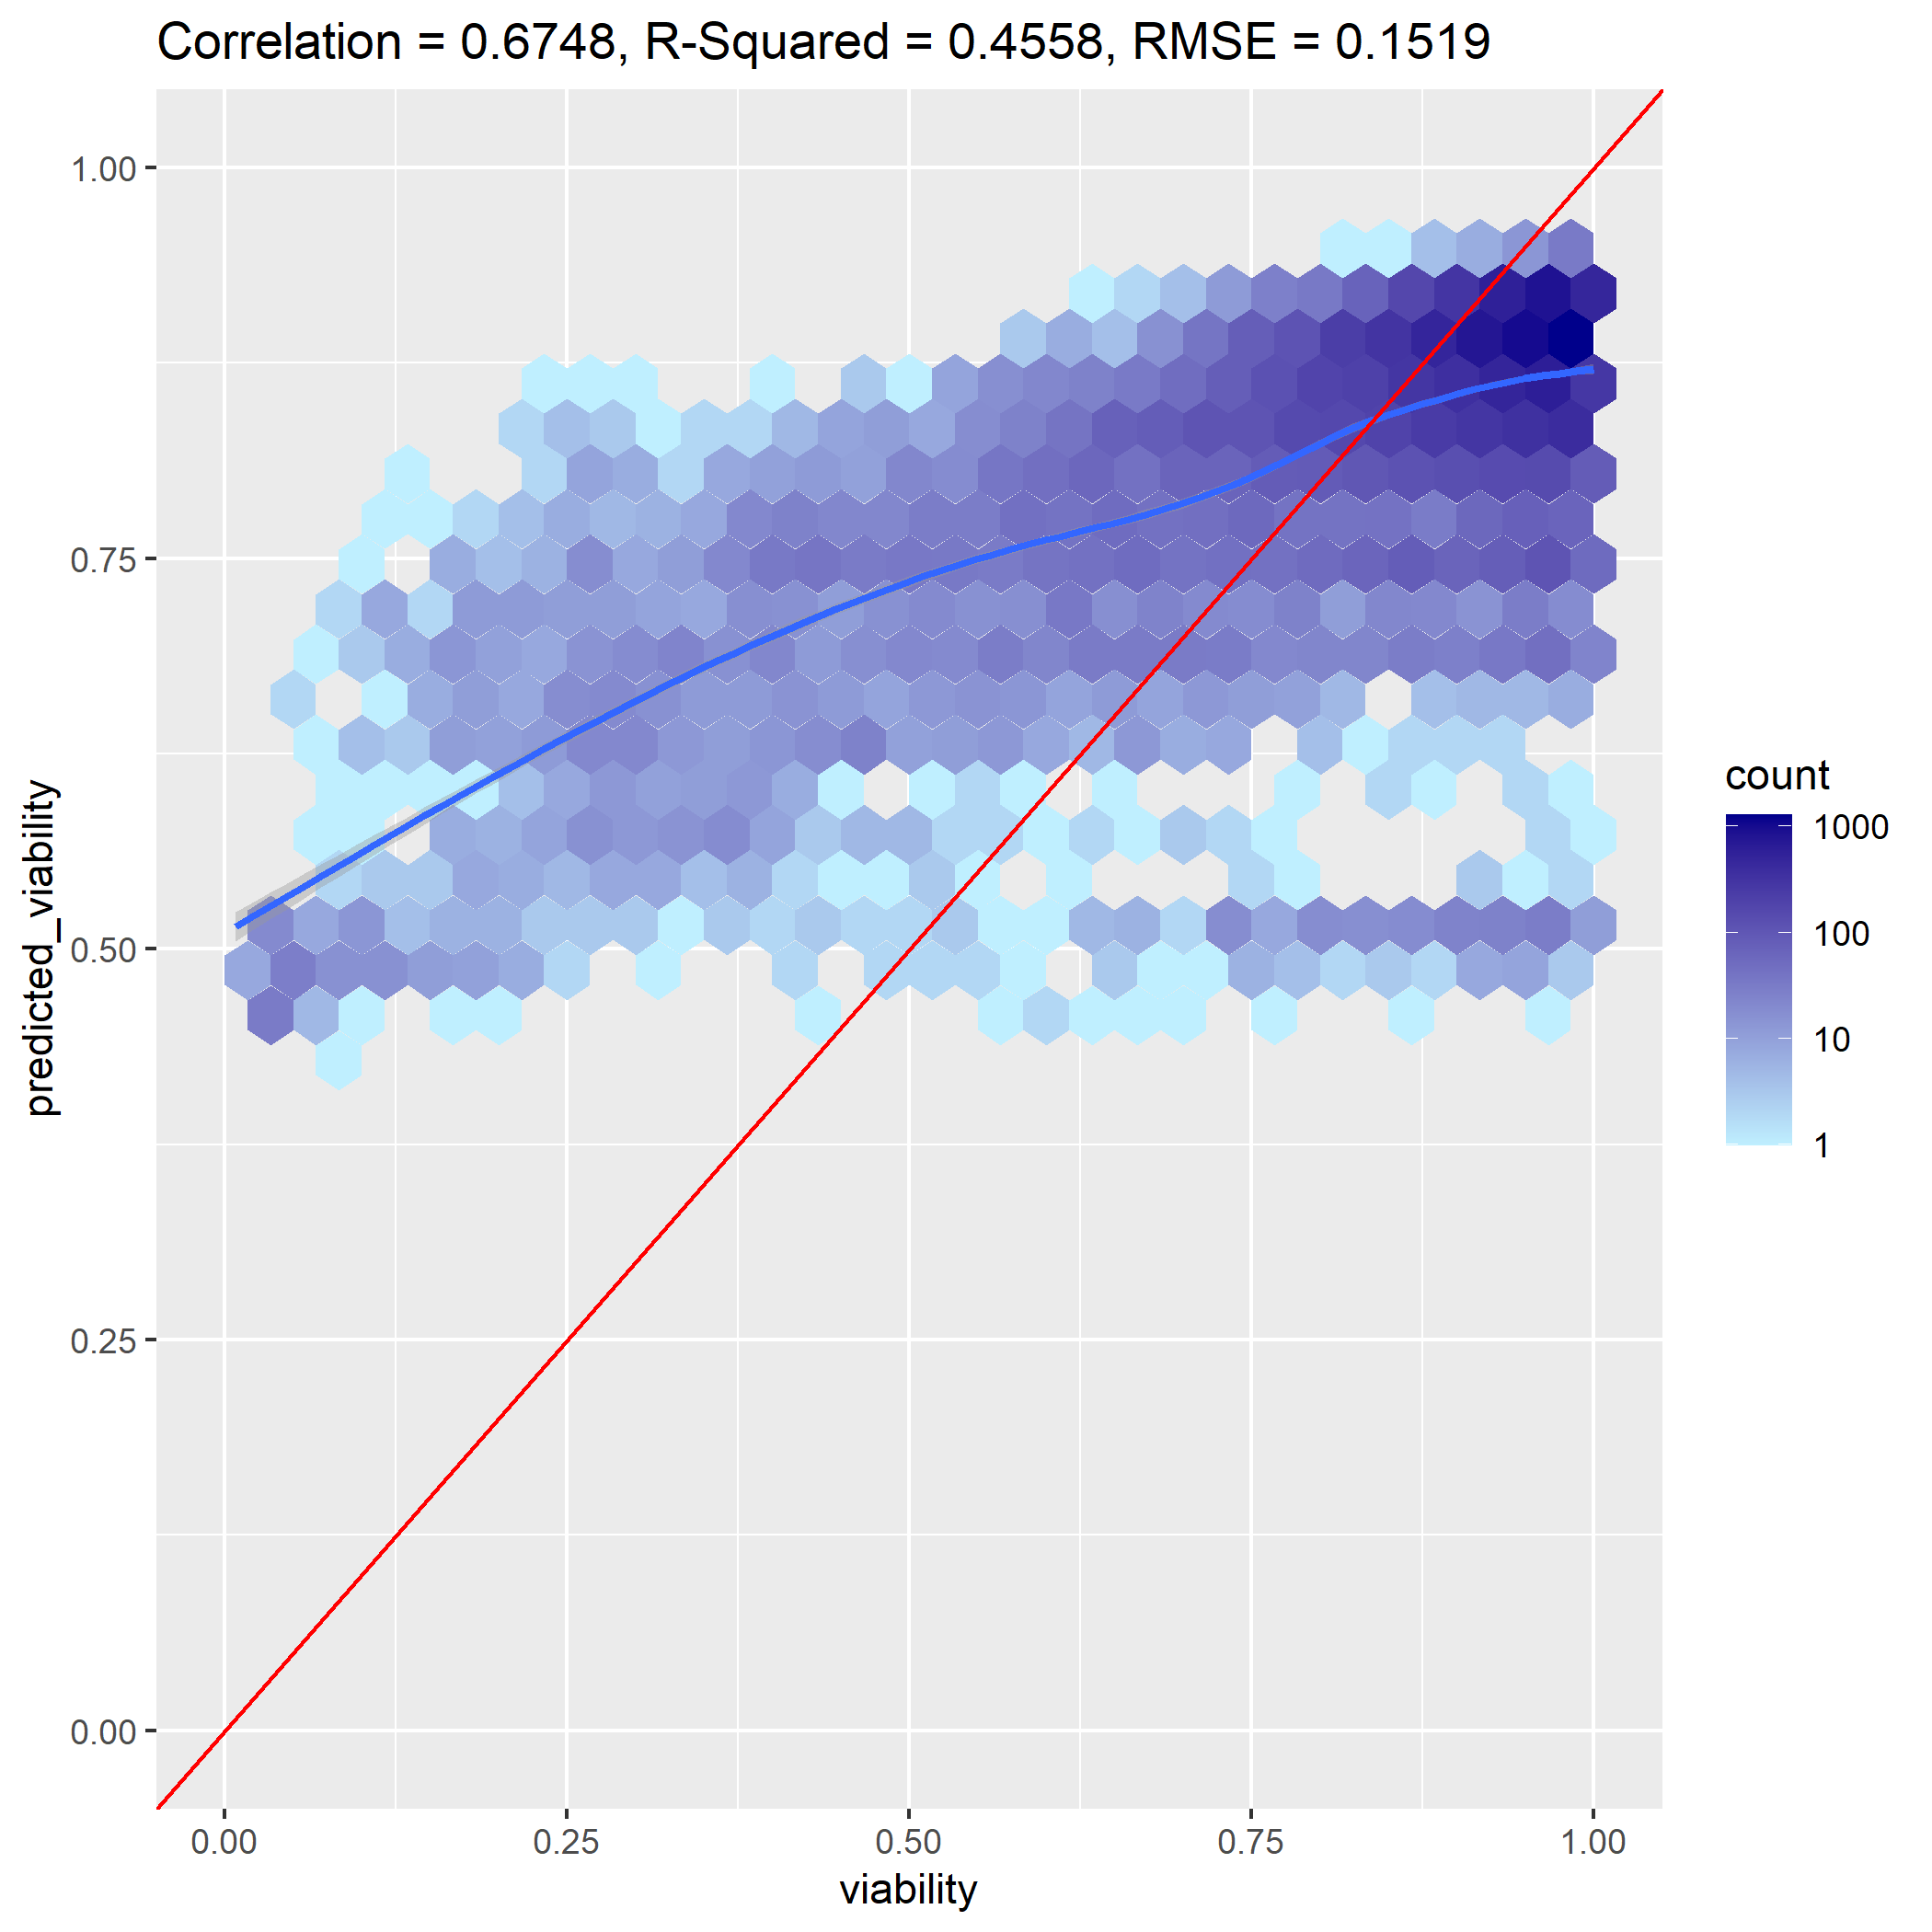 Correlation = 0.6748, R-Squared = 0.4558, RMSE = 0.1519
1.00
0.75
0.50
0.25
0.00
predicted_viability
0.00 0.25 0.50 0.75 1.00
viability
count
1000
100
10
1